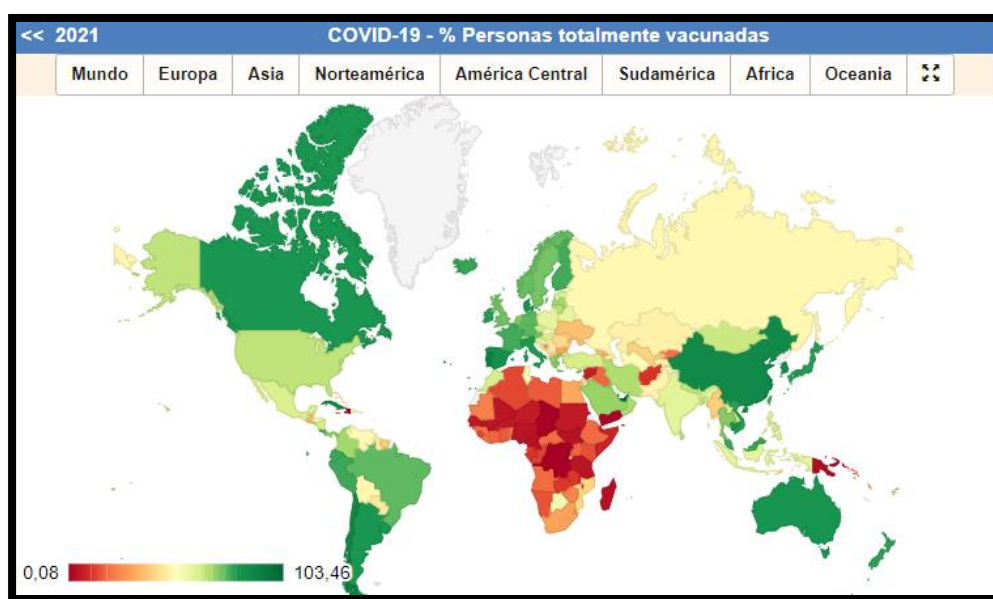 << 2021 COVID-19 - % Personas totalmente vacunadas
Mundo Europa Asia Norteamérica América Central Sudamérica Africa Oceania
0,08 103,46